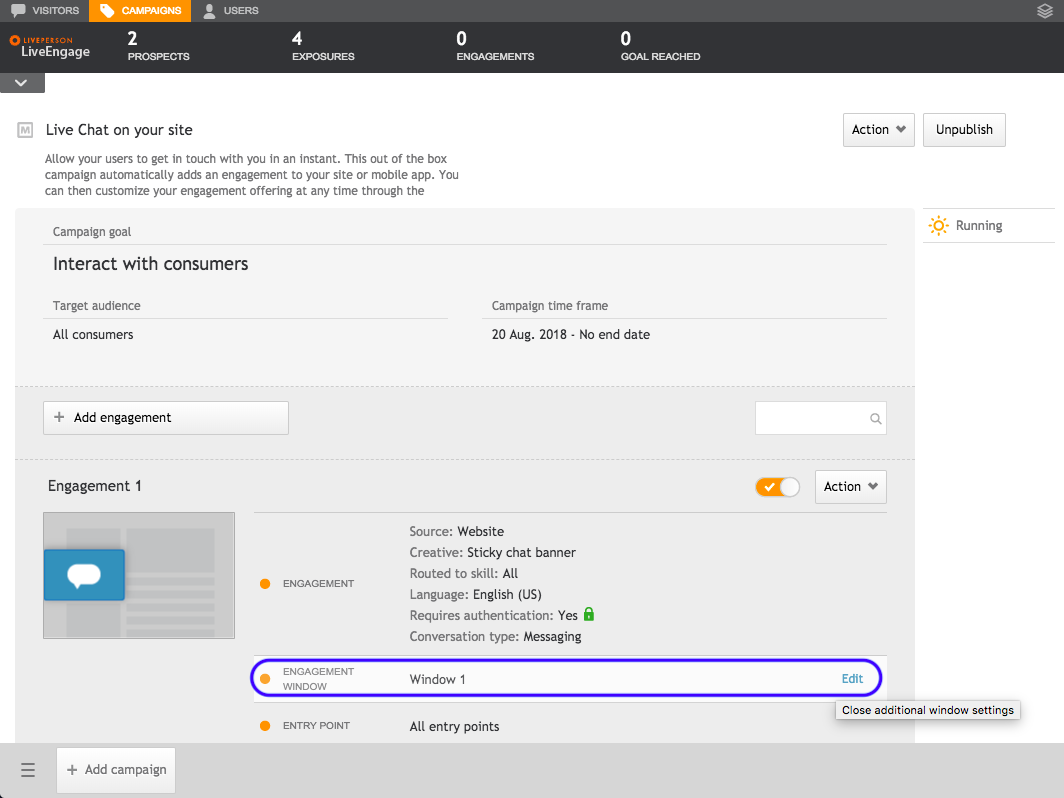 VISITORS CAMPAIGNS USERS
LIVEPERSON
LiveEngage
2 4 0 0
PROSPECTS EXPOSURES ENGAGEMENTS GOAL REACHED
M Live Chat on your site Action Unpublish
Allow your users to get in touch with you in an instant. This out of the box
campaign automatically adds an engagement to your site or mobile app. You
can then customize your engagement offering at any time through the
Running
Campaign goal
Interact with consumers
Target audience Campaign time frame
All consumers 20 Aug. 2018 - No end date
+ Add engagement
Engagement 1 Action
Source: Website
Creative: Sticky chat banner
Routed to skill: All
ENGAGEMENT
Language: English (US)
Requires authentication: Yes
Conversation type: Messaging
ENGAGEMENT
WINDOW
Window 1 Edit
Close additional window settings
ENTRY POINT All entry points
+ Add campaign